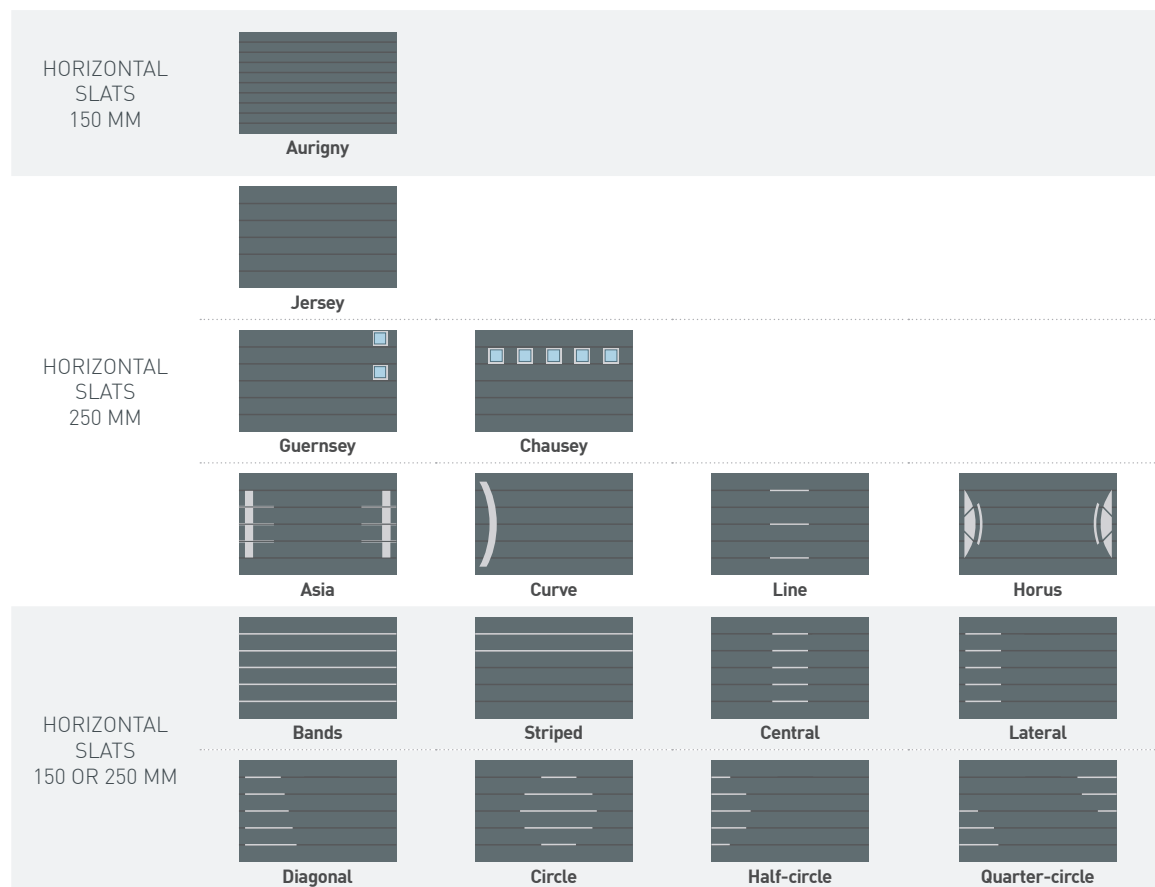 HORIZONTAL
SLATS
150 MM
Aurigny
HORIZONTAL
SLATS
250 MM
Jersey
Guernsey
Chausey
Asia
Curve
Line
Horus
HORIZONTAL
SLATS
150 OR 250 MM
Bands
Striped
Central
Lateral
Diagonal
Circle
Half-circle
Quarter-circle